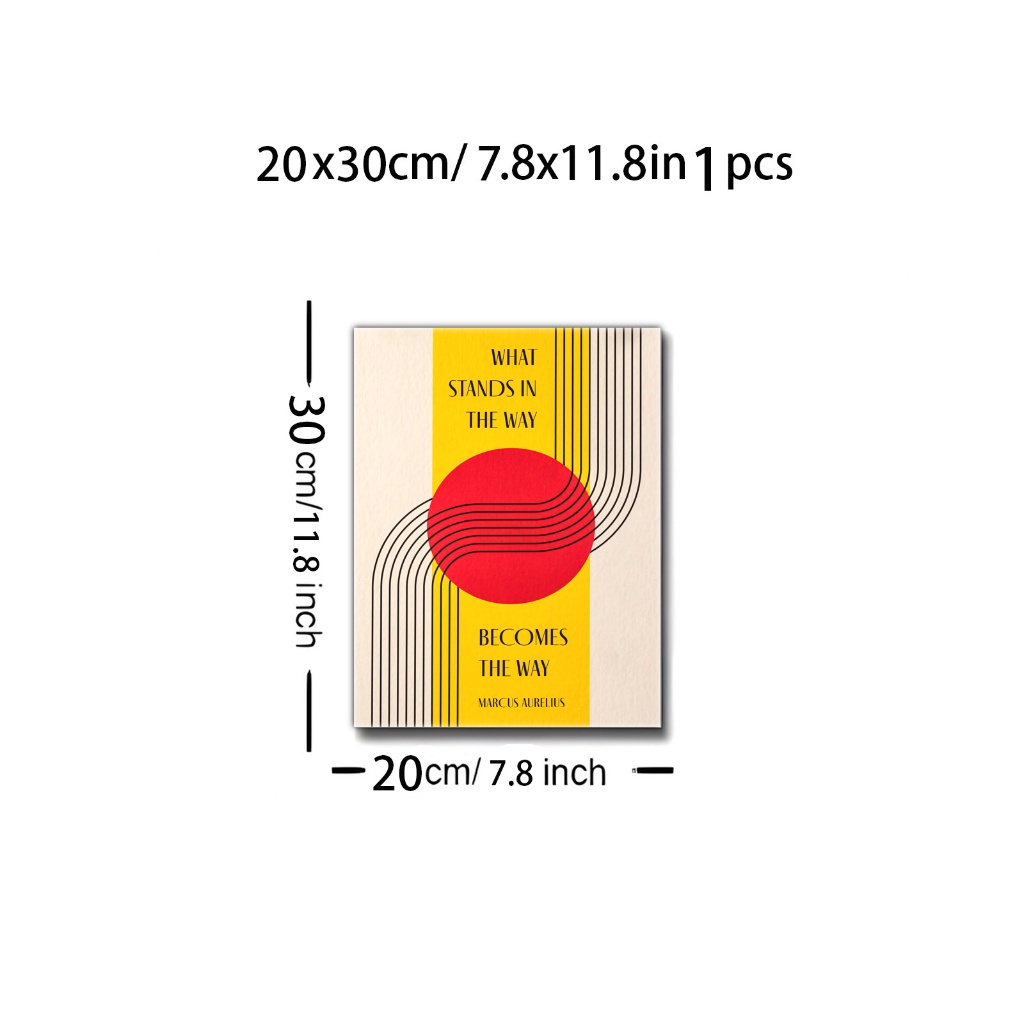 20x30cm/ 7.8x11.8in 1 pcs
WHAT
STANDS IN
THE WAY
30cm/11.8 inch
BECOMES
THE WAY
MARCUS AURELIUS
20cm/ 7.8 inch